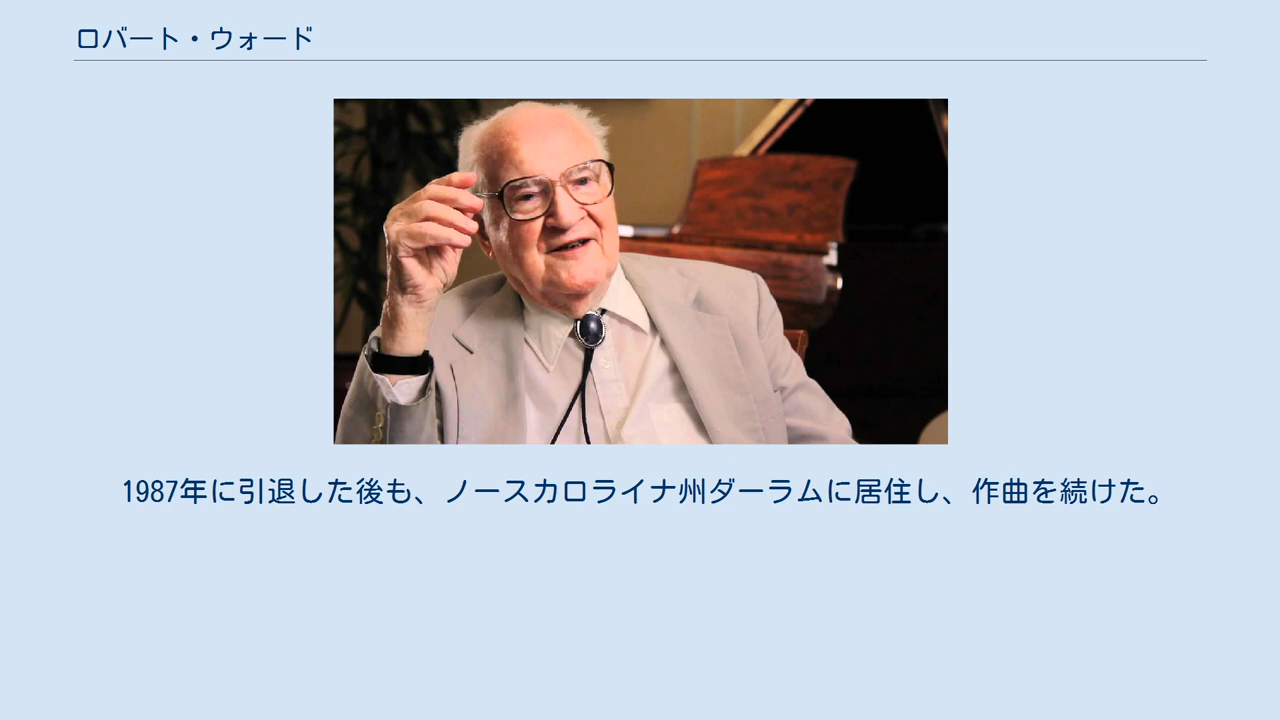 ロバート・ウォード
1987年に引退した後も、ノースカロライナ州ダーラムに居住し、作曲を続けた。